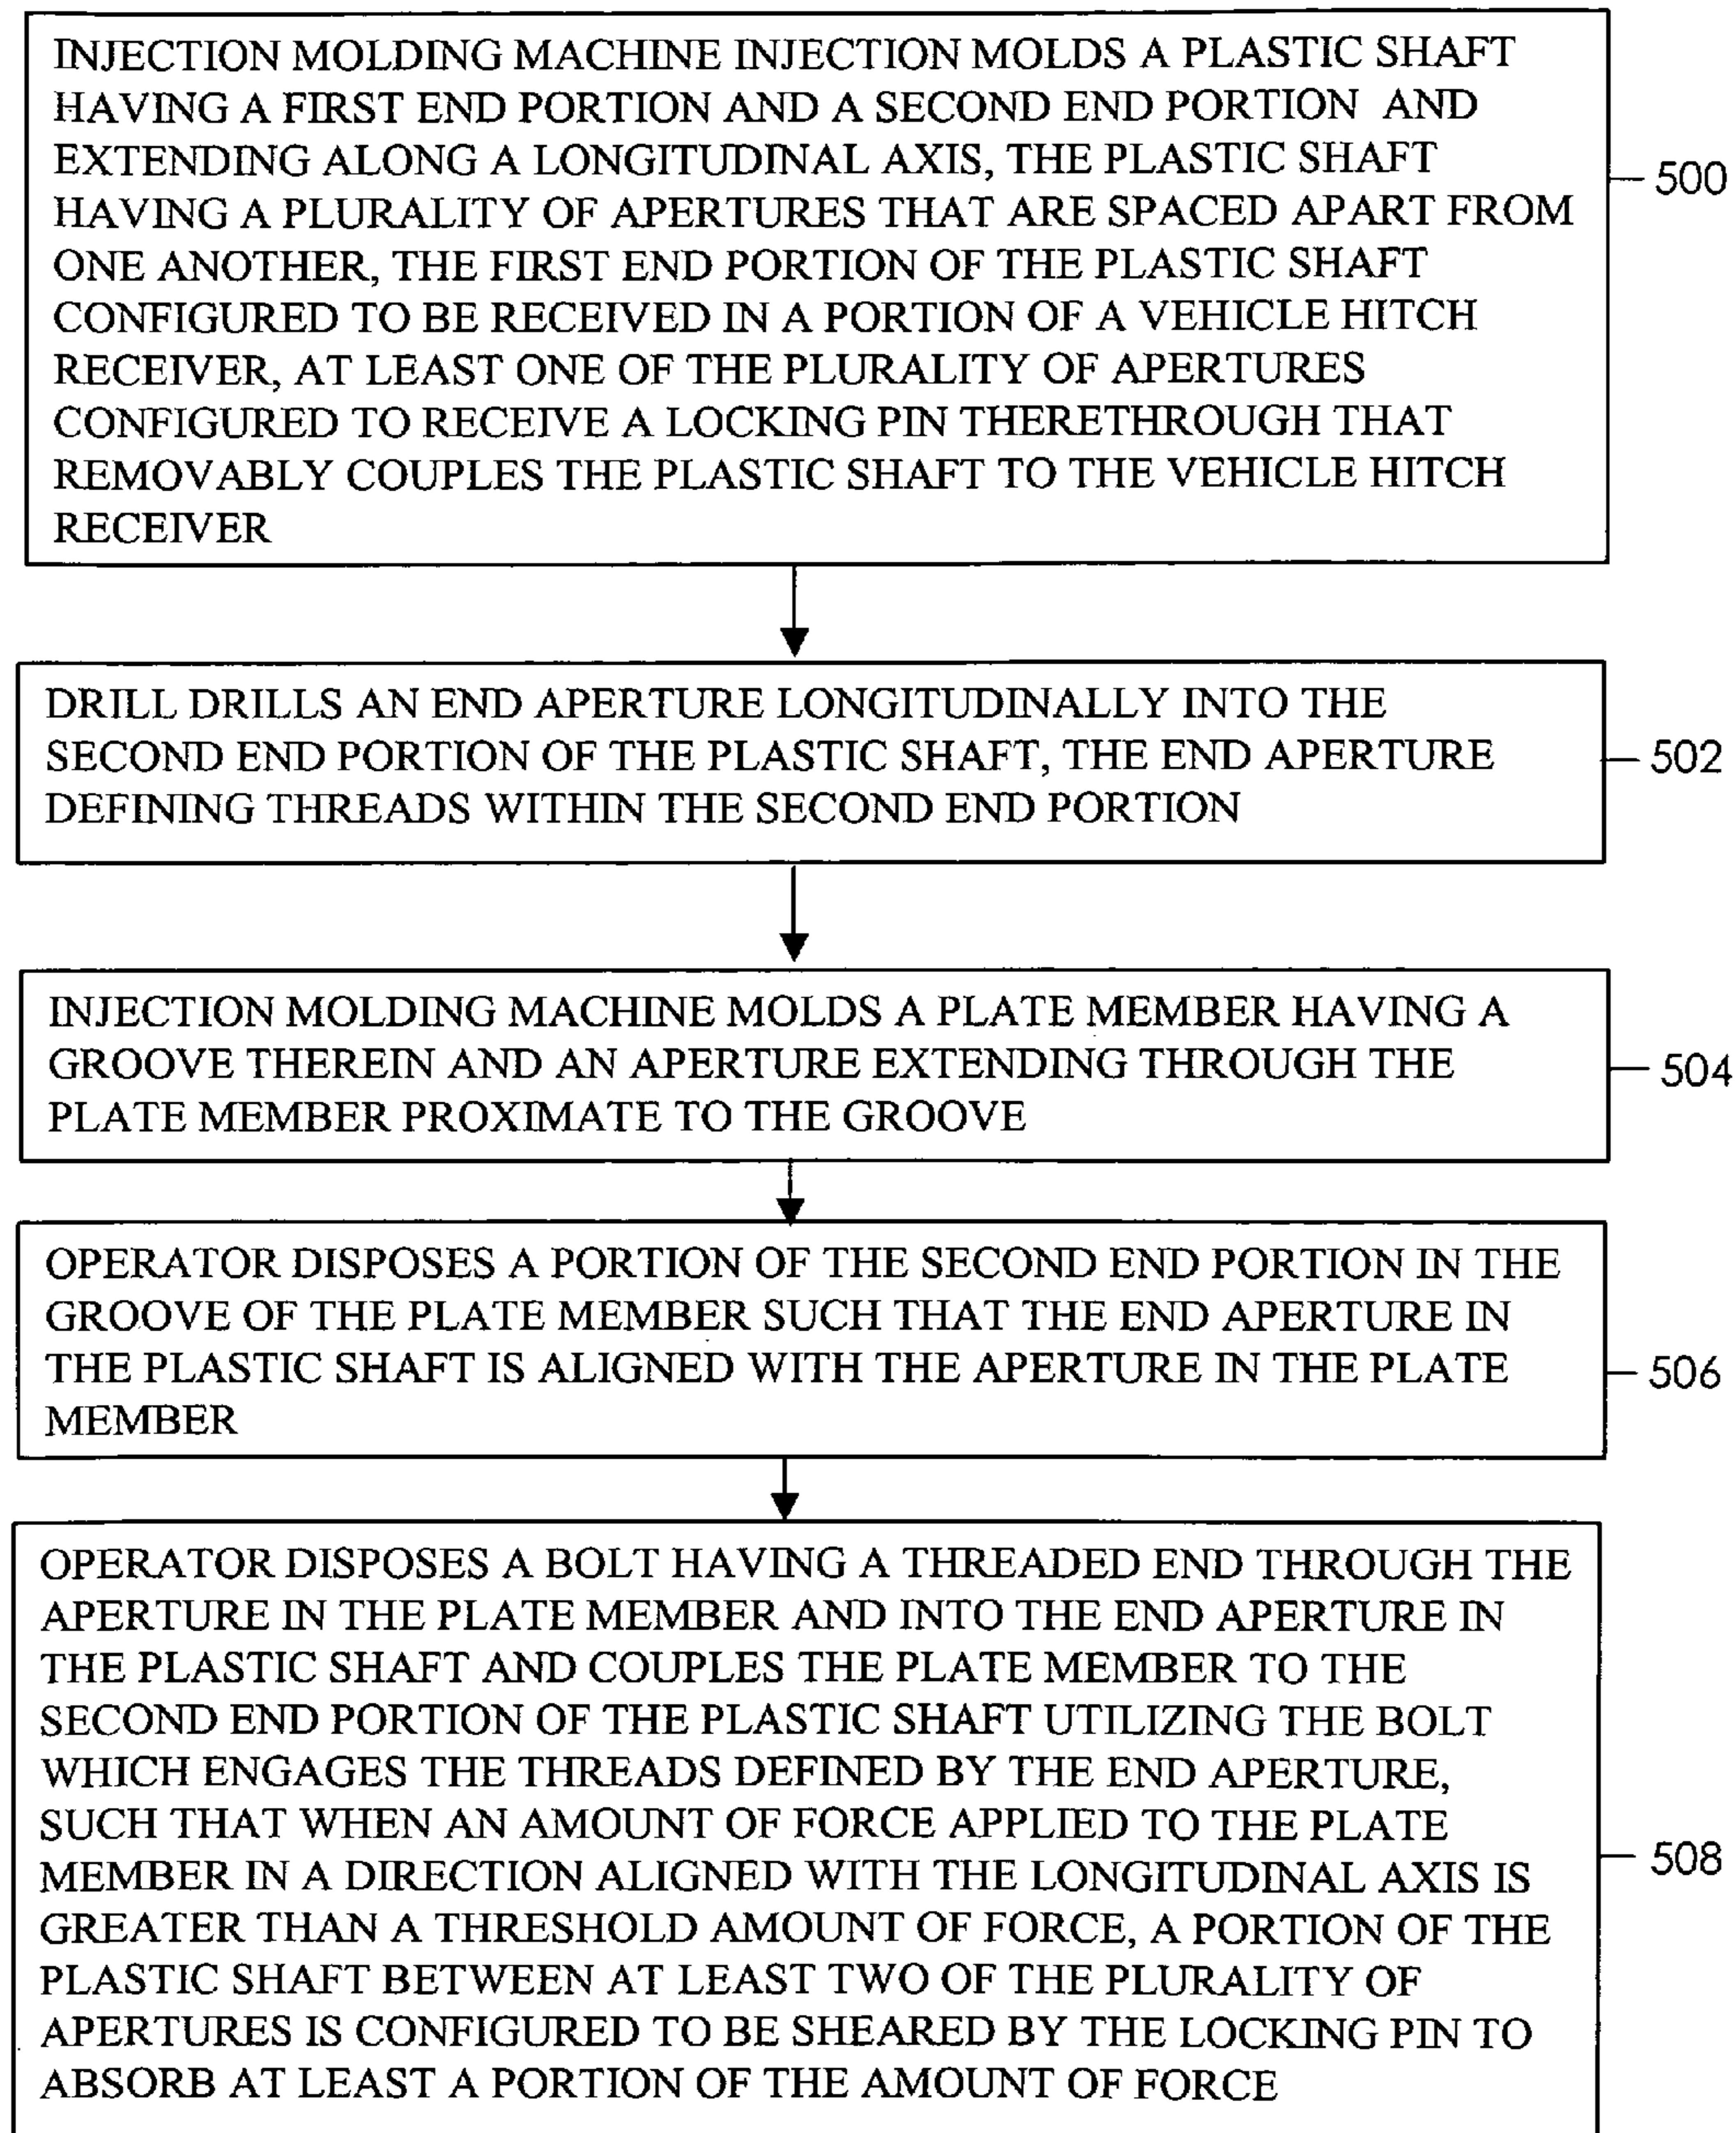 INJECTION MOLDING MACHINE INJECTION MOLDS A PLASTIC SHAFT
HAVING A FIRST END PORTION AND A SECOND END PORTION AND
EXTENDING ALONG A LONGITUDINAL AXIS, THE PLASTIC SHAFT
HAVING A PLURALITY OF APERTURES THAT ARE SPACED APART FROM
ONE ANOTHER, THE FIRST END PORTION OF THE PLASTIC SHAFT
CONFIGURED TO BE RECEIVED IN A PORTION OF A VEHICLE HITCH
RECEIVER, AT LEAST ONE OF THE PLURALITY OF APERTURES
CONFIGURED TO RECEIVE A LOCKING PIN THERETHROUGH THAT
REMOVABLY COUPLES THE PLASTIC SHAFT TO THE VEHICLE HITCH
RECEIVER
500
DRILL DRILLS AN END APERTURE LONGITUDINALLY INTO THE
SECOND END PORTION OF THE PLASTIC SHAFT, THE END APERTURE
DEFINING THREADS WITHIN THE SECOND END PORTION
502
INJECTION MOLDING MACHINE MOLDS A PLATE MEMBER HAVING A
GROOVE THEREIN AND AN APERTURE EXTENDING THROUGH THE
PLATE MEMBER PROXIMATE TO THE GROOVE
504
OPERATOR DISPOSES A PORTION OF THE SECOND END PORTION IN THE
GROOVE OF THE PLATE MEMBER SUCH THAT THE END APERTURE IN
THE PLASTIC SHAFT IS ALIGNED WITH THE APERTURE IN THE PLATE
MEMBER
506
OPERATOR DISPOSES A BOLT HAVING A THREADED END THROUGH THE
APERTURE IN THE PLATE MEMBER AND INTO THE END APERTURE IN
THE PLASTIC SHAFT AND COUPLES THE PLATE MEMBER TO THE
SECOND END PORTION OF THE PLASTIC SHAFT UTILIZING THE BOLT
WHICH ENGAGES THE THREADS DEFINED BY THE END APERTURE,
SUCH THAT WHEN AN AMOUNT OF FORCE APPLIED TO THE PLATE
MEMBER IN A DIRECTION ALIGNED WITH THE LONGITUDINAL AXIS IS
GREATER THAN A THRESHOLD AMOUNT OF FORCE, A PORTION OF THE
PLASTIC SHAFT BETWEEN AT LEAST TWO OF THE PLURALITY OF
APERTURES IS CONFIGURED TO BE SHEARED BY THE LOCKING PIN TO
ABSORB AT LEAST A PORTION OF THE AMOUNT OF FORCE
508